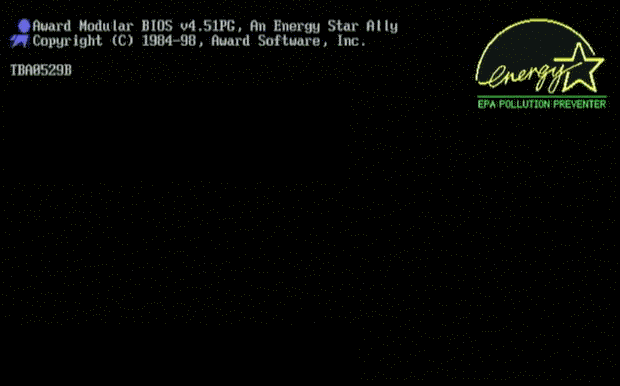 Award Modular BIOS v4.51PG, An Energy Star Ally
Copyright (C) 1984-98, Award Software, Inc.
TBA0529B
energy
EPA POLLUTION PREVENTER